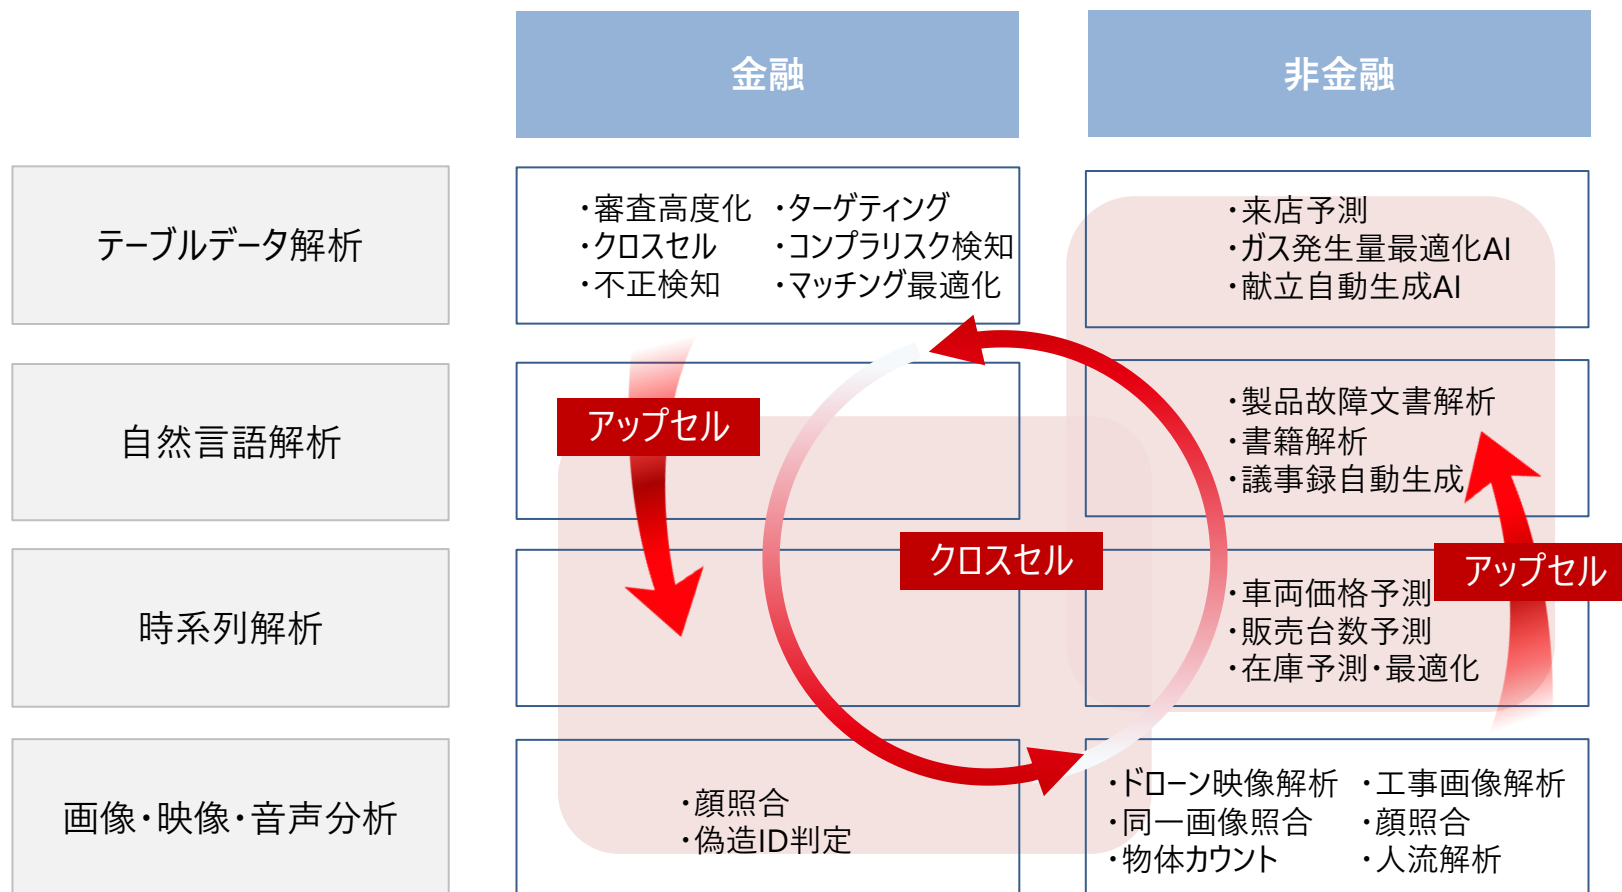 金融
非金融
テーブルデータ解析
・審査高度化 ・ターゲティング
・クロスセル ・コンプラリスク検知
・不正検知 ・マッチング最適化
・来店予測
・ガス発生量最適化AI
・献立自動生成AI
自然言語解析
アップセル
・製品故障文書解析
・書籍解析
・議事録自動生成
時系列解析
クロスセル
アップセル
・車両価格予測
・販売台数予測
・在庫予測・最適化
画像・映像・音声分析
・顔照合
・偽造ID判定
・ドローン映像解析 ・工事画像解析
・同一画像照合 ・顔照合
・物体カウント ・人流解析